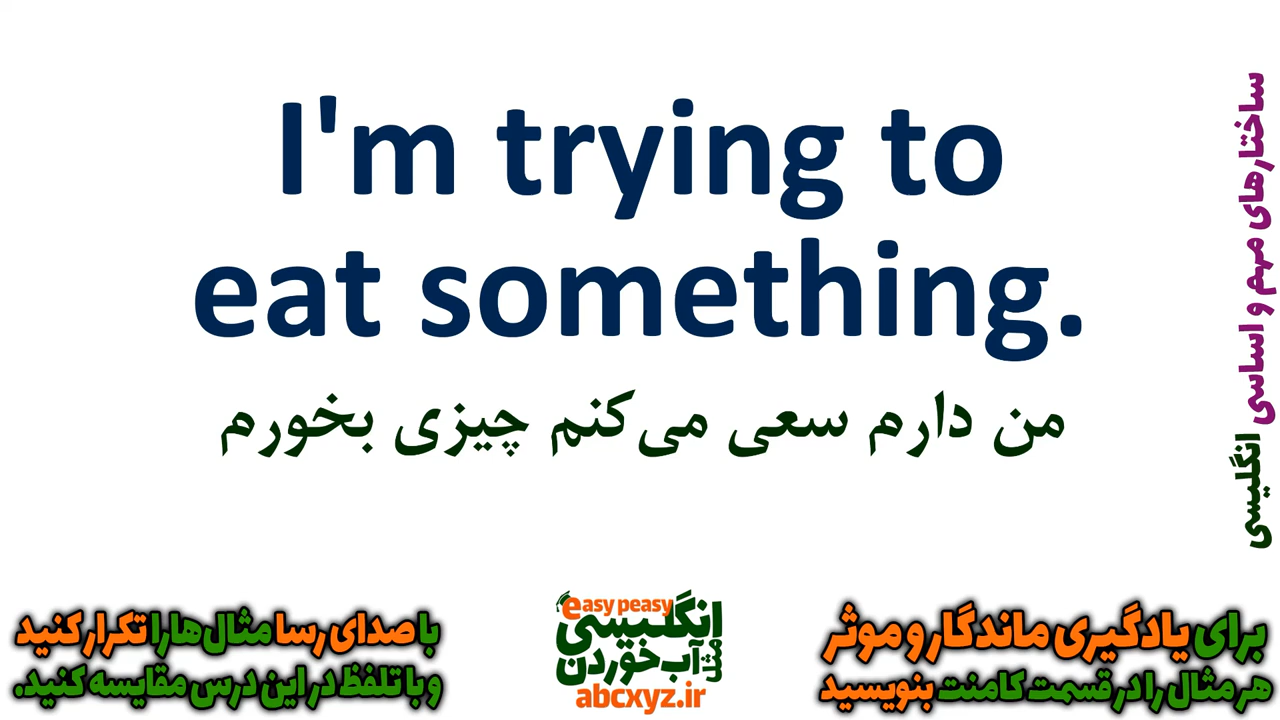 I'm trying to
eat something.
من دارم سعی می‌کنم چیزی بخورم
ساختارهای مهم و اساسی انگلیسی
با صدای رسا مثال‌ها را تکرار کنید
و با تلفظ در این درس مقایسه کنید.
easy peasy
انگلیسی
مثل آب خوردن
abcxyz.ir
برای یادگیری ماندگار و موثر
هر مثال را در قسمت کامنت بنویسید